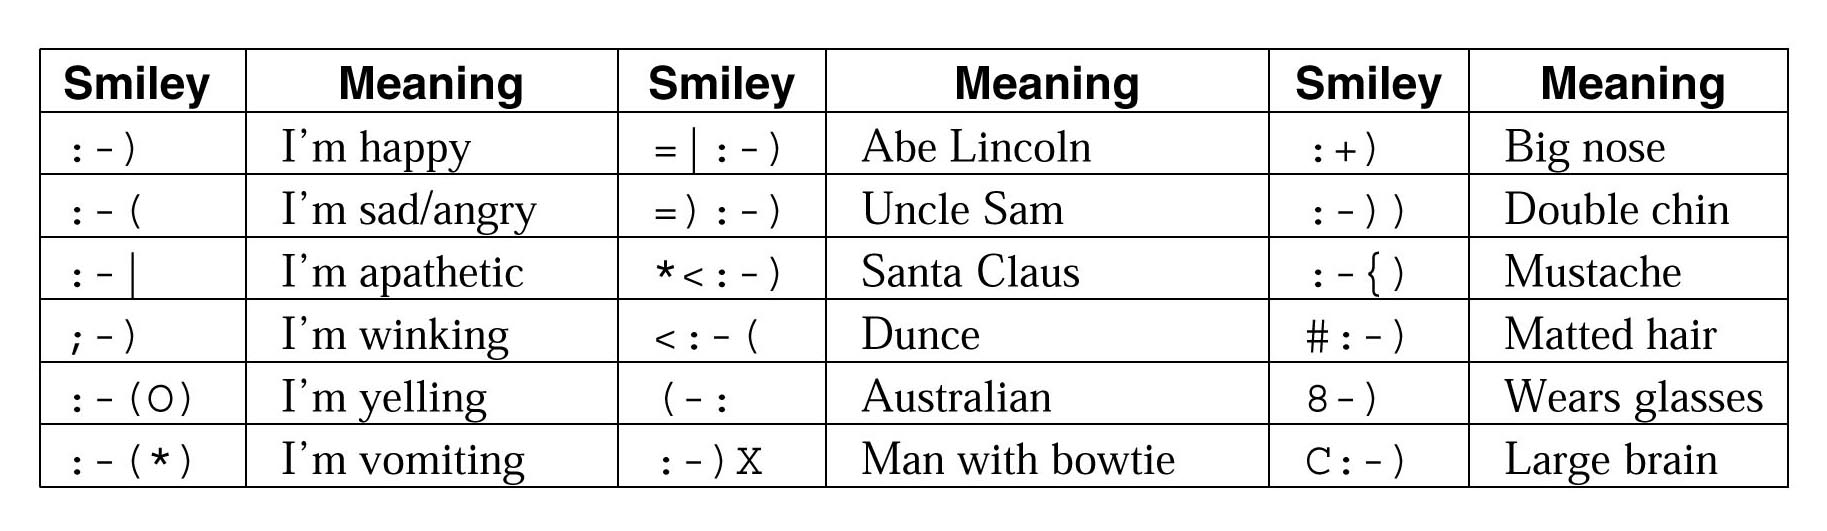 Smiley Meaning Smiley Meaning Smiley Meaning
:-) I'm happy =|:-) Abe Lincoln :+) Big nose
:-( I'm sad/angry =):-) Uncle Sam :-)) Double chin
:-| I'm apathetic *<:-) Santa Claus :-{) Mustache
;-) I'm winking <:-( Dunce #:-) Matted hair
:-(O) I'm yelling (-: Australian 8-) Wears glasses
:-(*) I'm vomiting :-)X Man with bowtie C:-) Large brain